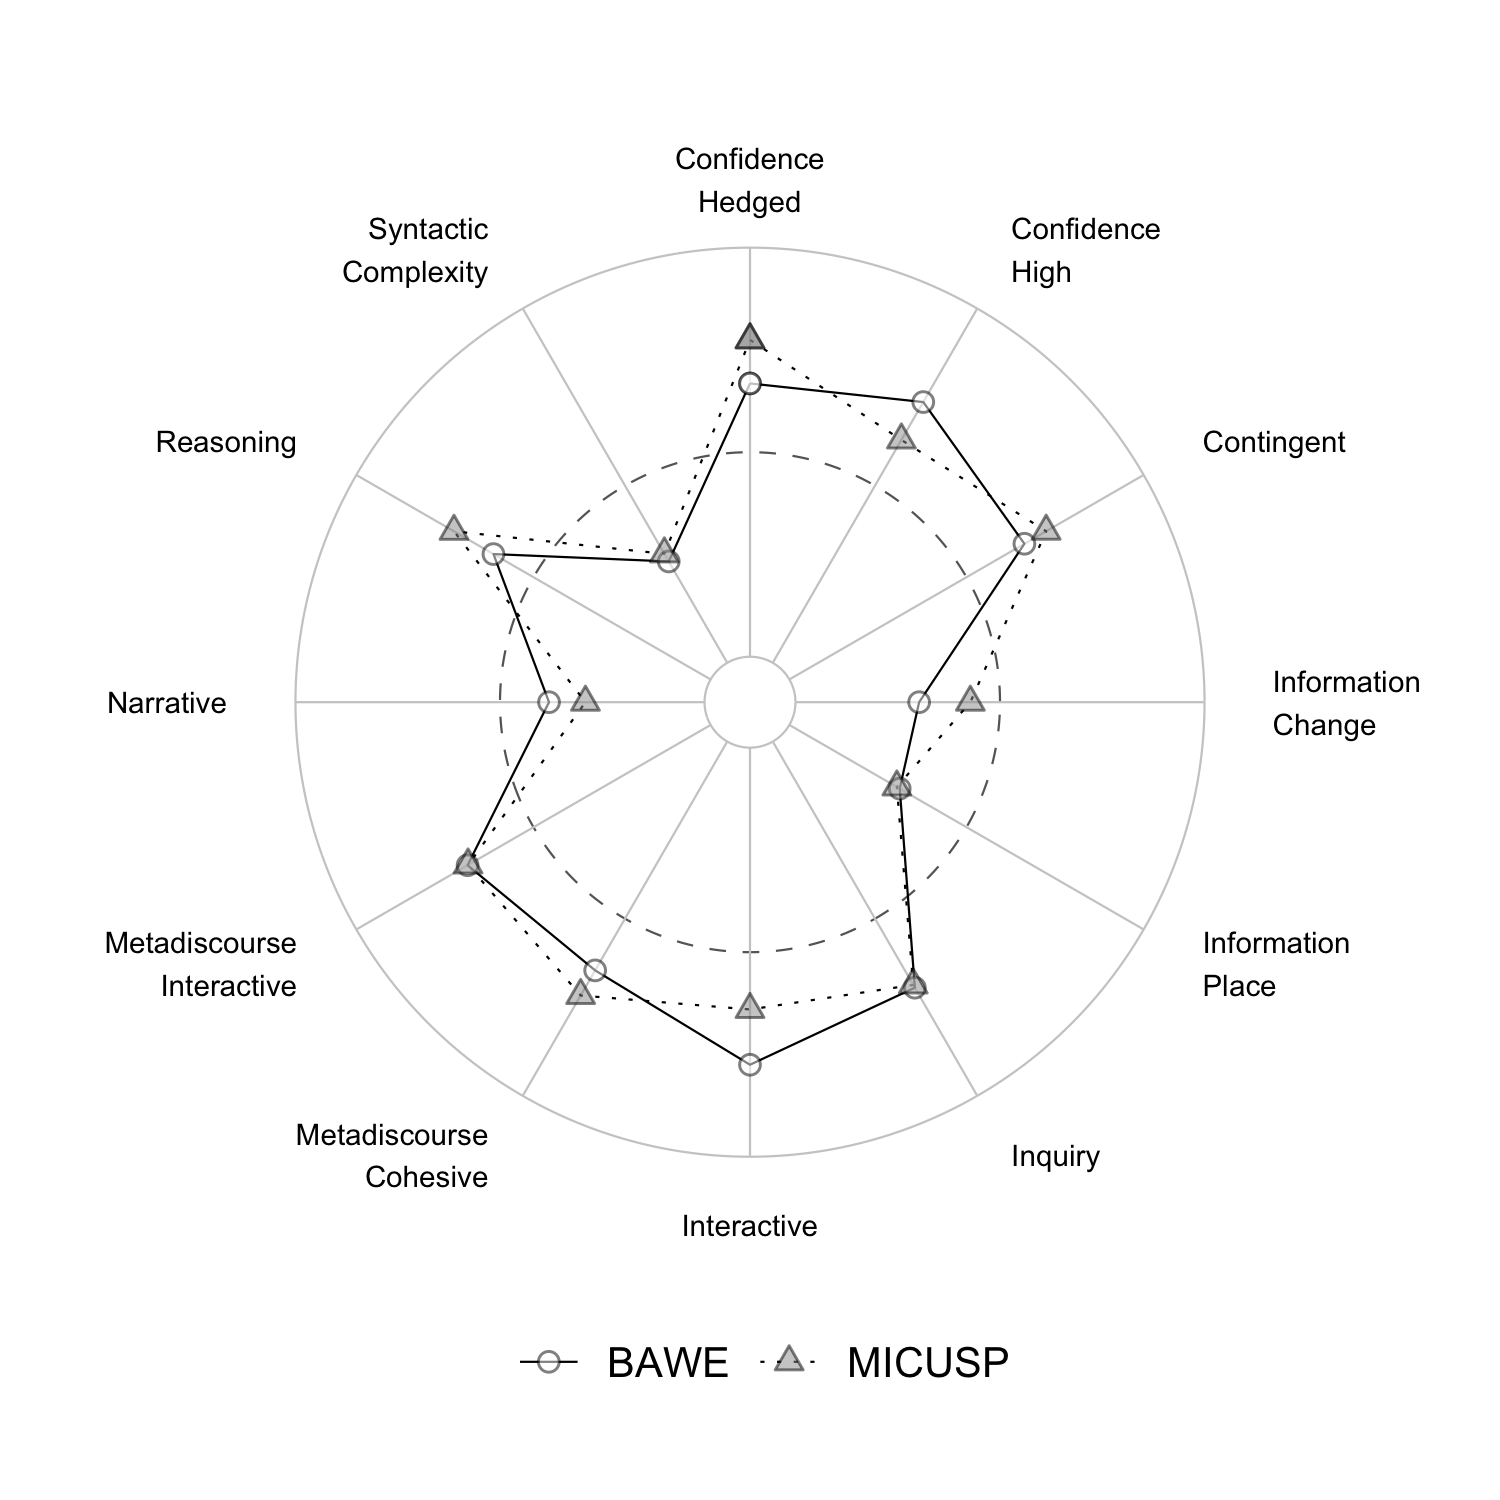 Confidence
Hedged
Confidence
High
Contingent
Information
Change
Information
Place
Inquiry
Interactive
Metadiscourse
Cohesive
Metadiscourse
Interactive
Narrative
Reasoning
Syntactic
Complexity
BAWE
MICUSP